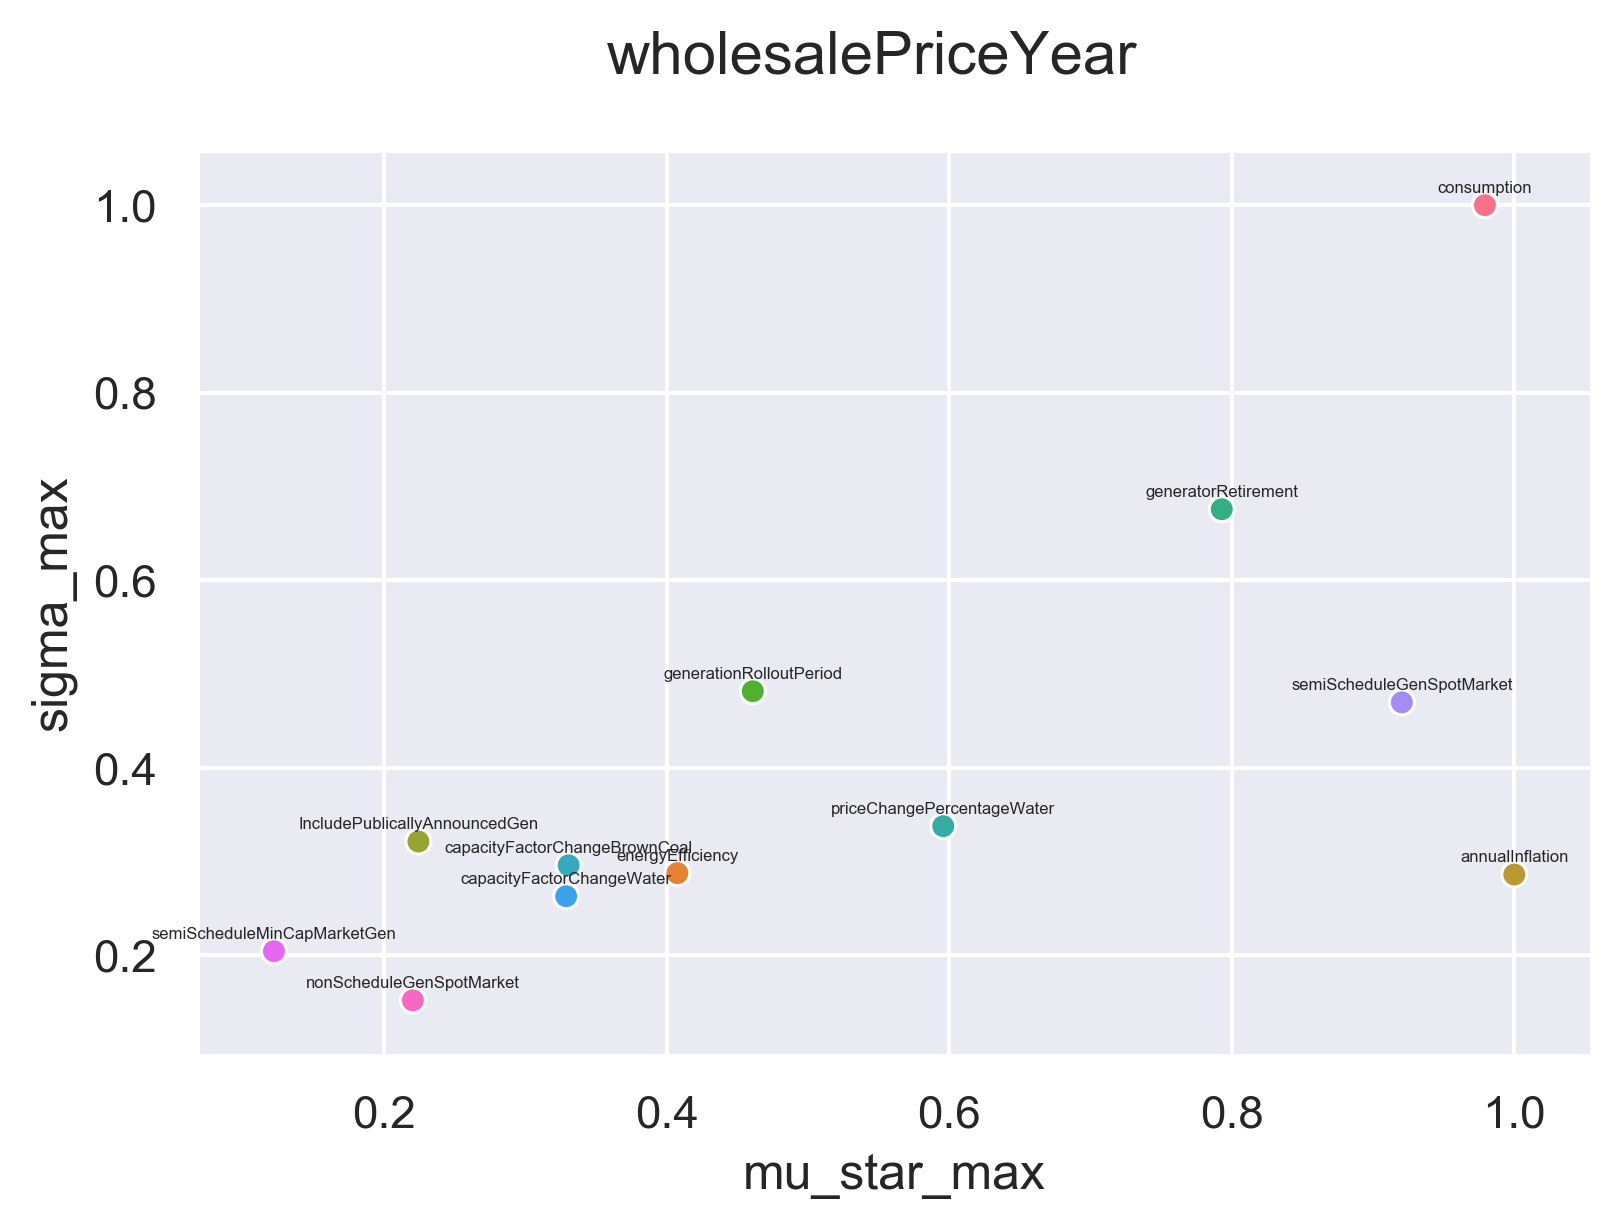 wholesalePriceYear
consumption
1.0
0.8
generatorRetirement
0.6
generationRolloutPeriod
semiScheduleGenSpotMarket
0.4
priceChangePercentageWater
IncludePublicallyAnnouncedGen
capacityFactorChangeBrownCoal
energyEfficiency
annualInflation
capacityFactorChangeWater
semiScheduleMinCapMarketGen
0.2
nonScheduleGenSpotMarket
sigma_max
0.2 0.4 0.6 0.8 1.0
mu_star_max